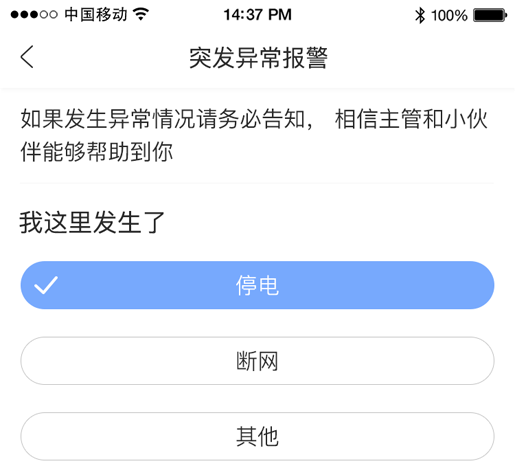 中国移动 14:37 PM 100%
突发异常报警
如果发生异常情况请务必告知， 相信主管和小伙
伴能够帮助到你
我这里发生了
停电
断网
其他